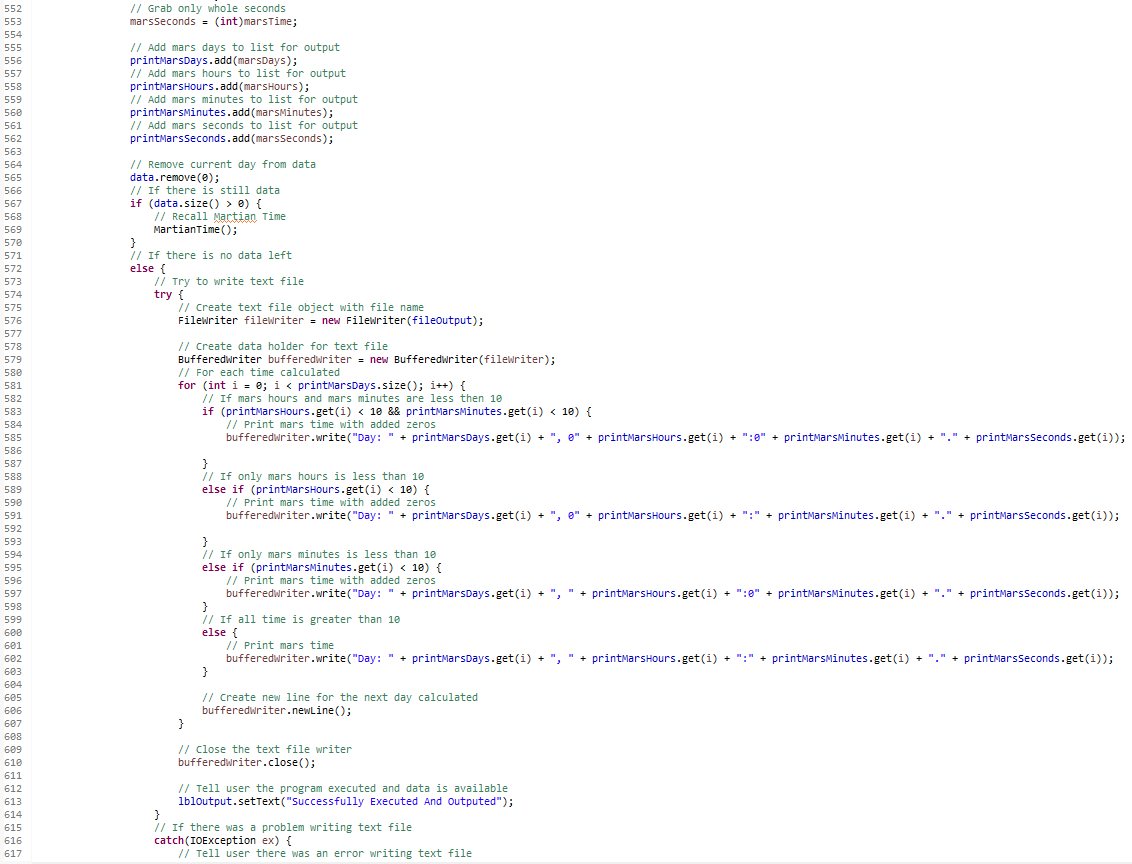 552 // Grab only whole seconds
553 marsSeconds = (int)marsTime;
554
555 // Add mars days to list for output
556 printMarsDays.add(marsDays);
557 // Add mars hours to list for output
558 printMarsHours.add(marsHours);
559 // Add mars minutes to list for output
560 printMarsMinutes.add(marsMinutes);
561 // Add mars seconds to list for output
562 printMarsSeconds.add(marsSeconds);
563
564 // Remove current day from data
565 data.remove(0);
566 // If there is still data
567 if (data.size() > 0) {
568 // Recall Martian Time
569 MartianTime();
570 }
571 // If there is no data left
572 else {
573 // Try to write text file
574 try {
575 // Create text file object with file name
576 FileWriter fileWriter = new FileWriter(fileOutput);
577
578 // Create data holder for text file
579 BufferedWriter bufferedWriter = new BufferedWriter(fileWriter);
580 // For each time calculated
581 for (int i = 0; i < printMarsDays.size(); i++) {
582 // If mars hours and mars minutes are less then 10
583 if (printMarsHours.get(i) < 10 && printMarsMinutes.get(i) < 10) {
584 // Print mars time with added zeros
585 bufferedWriter.write("Day: " + printMarsDays.get(i) + ", 0" + printMarsHours.get(i) + ":0" + printMarsMinutes.get(i) + "." + printMarsSeconds.get(i));
586
587 }
588 // If only mars hours is less than 10
589 else if (printMarsHours.get(i) < 10) {
590 // Print mars time with added zeros
591 bufferedWriter.write("Day: " + printMarsDays.get(i) + ", 0" + printMarsHours.get(i) + ":" + printMarsMinutes.get(i) + "." + printMarsSeconds.get(i));
592
593 }
594 // If only mars minutes is less than 10
595 else if (printMarsMinutes.get(i) < 10) {
596 // Print mars time with added zeros
597 bufferedWriter.write("Day: " + printMarsDays.get(i) + ", " + printMarsHours.get(i) + ":0" + printMarsMinutes.get(i) + "." + printMarsSeconds.get(i));
598 }
599 // If all time is greater than 10
600 else {
601 // Print mars time
602 bufferedWriter.write("Day: " + printMarsDays.get(i) + ", " + printMarsHours.get(i) + ":" + printMarsMinutes.get(i) + "." + printMarsSeconds.get(i));
603 }
604
605 // Create new line for the next day calculated
606 bufferedWriter.newLine();
607 }
608
609 // Close the text file writer
610 bufferedWriter.close();
611
612 // Tell user the program executed and data is available
613 lblOutput.setText("Successfully Executed And Outputed");
614 }
615 // If there was a problem writing text file
616 catch(IOException ex) {
617 // Tell user there was an error writing text file